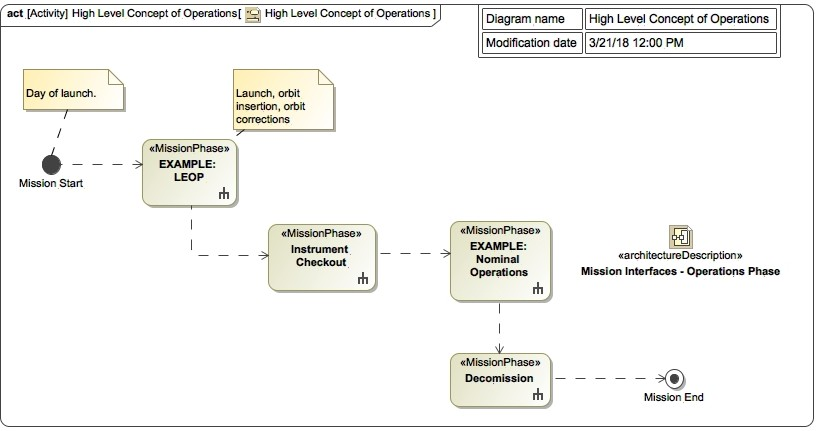 act [Activity] High Level Concept of Operations[ High Level Concept of Operations ]
Diagram name High Level Concept of Operations
Modification date 3/21/18 12:00 PM
Day of launch.
Launch, orbit
insertion, orbit
corrections
Mission Start
«MissionPhase»
EXAMPLE:
LEOP
«MissionPhase»
Instrument
Checkout
«MissionPhase»
EXAMPLE:
Nominal
Operations
«architectureDescription»
Mission Interfaces - Operations Phase
«MissionPhase»
Decomission
Mission End